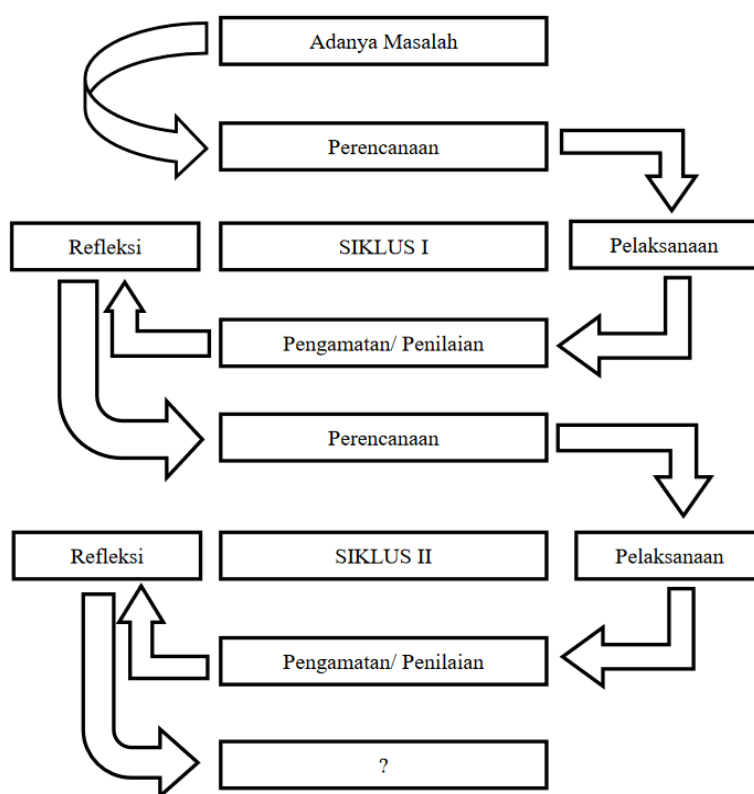 Adanya Masalah
Perencanaan
Refleksi
SIKLUS I
Pelaksanaan
Pengamatan/ Penilaian
Perencanaan
Refleksi
SIKLUS II
Pelaksanaan
Pengamatan/ Penilaian
?